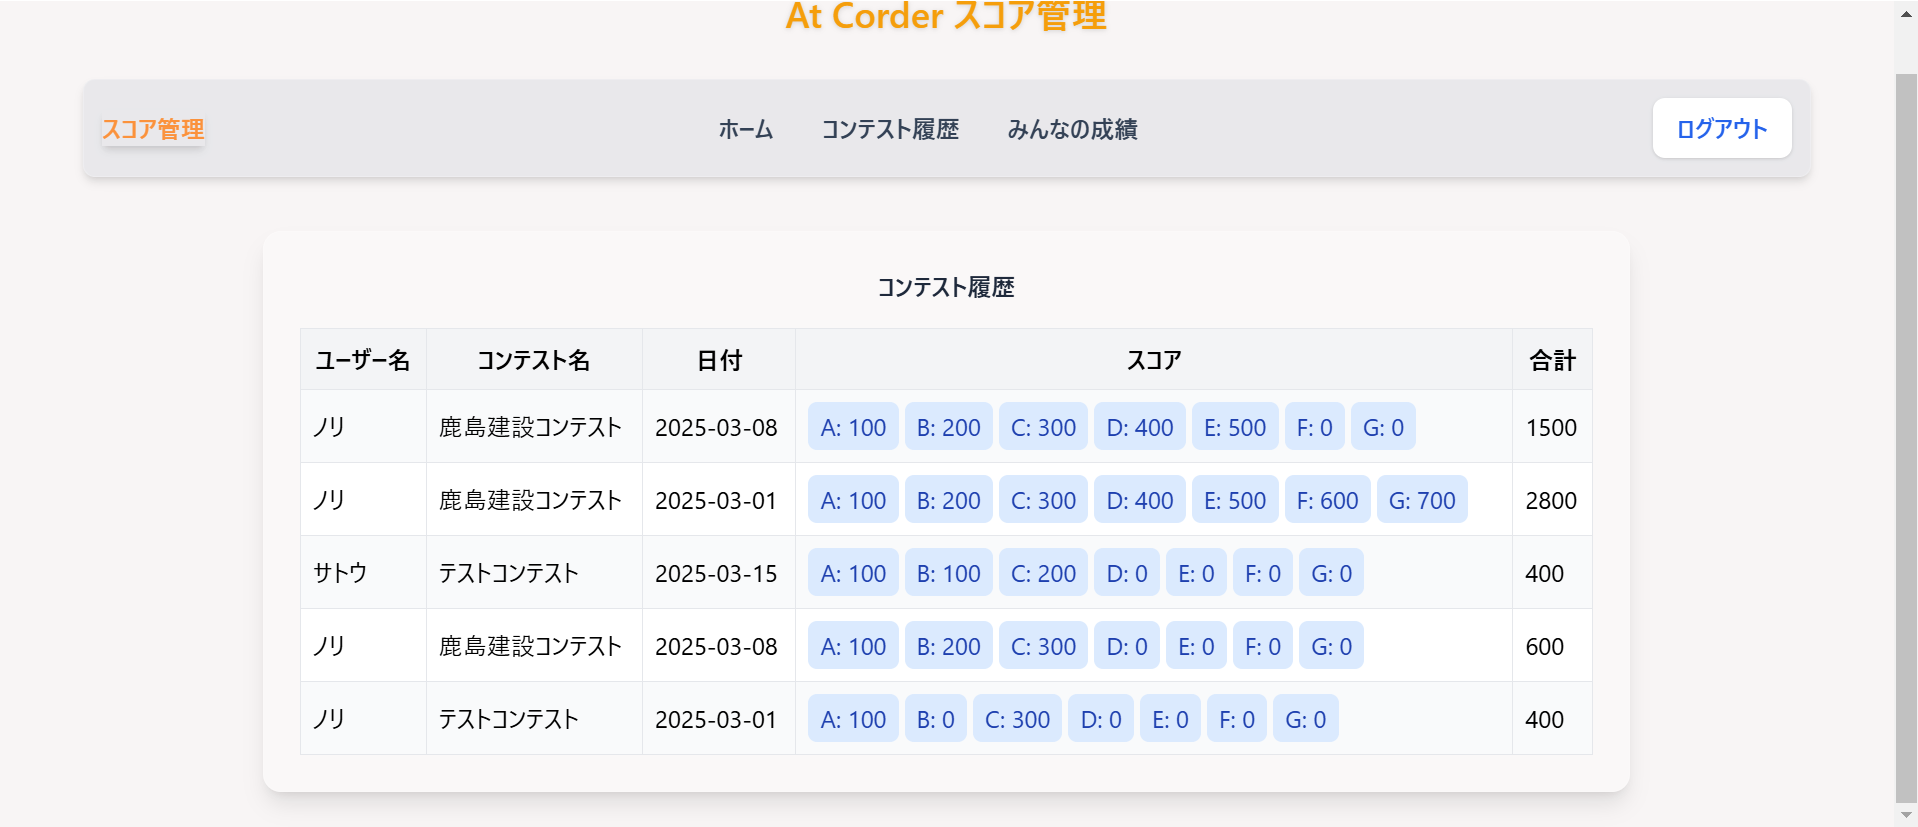 At Corder スコア管理
スコア管理 ホーム コンテスト履歴 みんなの成績 ログアウト
コンテスト履歴
ユーザー名 コンテスト名 日付 スコア 合計
ノリ 鹿島建設コンテスト 2025-03-08 A: 100 B: 200 C: 300 D: 400 E: 500 F: 0 G: 0 1500
ノリ 鹿島建設コンテスト 2025-03-01 A: 100 B: 200 C: 300 D: 400 E: 500 F: 600 G: 700 2800
サトウ テストコンテスト 2025-03-15 A: 100 B: 100 C: 200 D: 0 E: 0 F: 0 G: 0 400
ノリ 鹿島建設コンテスト 2025-03-08 A: 100 B: 200 C: 300 D: 0 E: 0 F: 0 G: 0 600
ノリ テストコンテスト 2025-03-01 A: 100 B: 0 C: 300 D: 0 E: 0 F: 0 G: 0 400